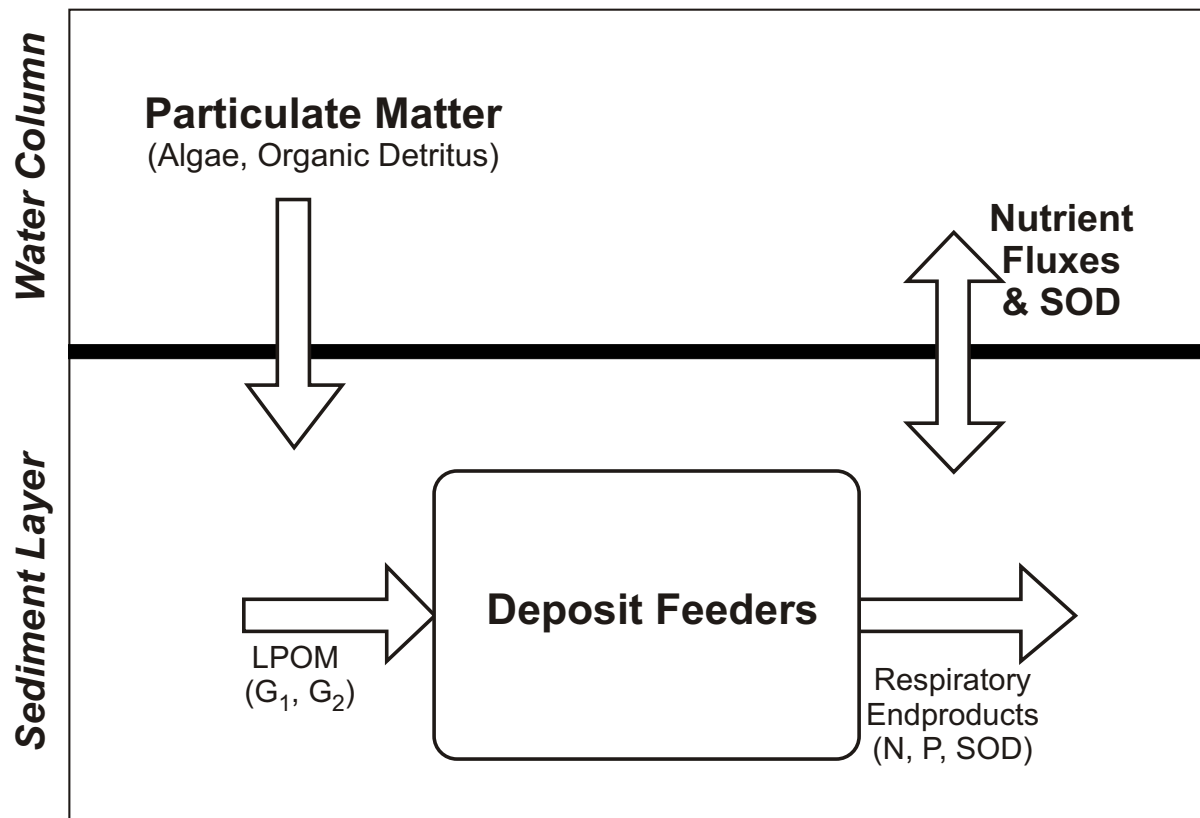 Water Column
Particulate Matter
(Algae, Organic Detritus)
Nutrient
Fluxes
& SOD
Sediment Layer
Deposit Feeders
LPOM
(G₁, G₂)
Respiratory
Endproducts
(N, P, SOD)